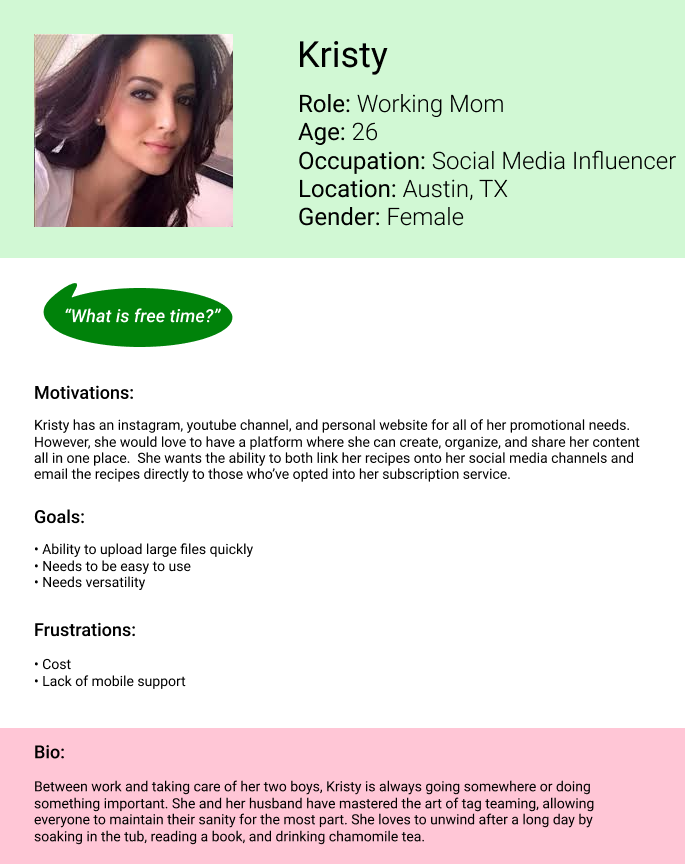 Kristy
Role: Working Mom
Age: 26
Occupation: Social Media Influencer
Location: Austin, TX
Gender: Female
“What is free time?”
Motivations:
Kristy has an instagram, youtube channel, and personal website for all of her promotional needs.
However, she would love to have a platform where she can create, organize, and share her content
all in one place.  She wants the ability to both link her recipes onto her social media channels and
email the recipes directly to those who’ve opted into her subscription service.
Goals:
• Ability to upload large files quickly
• Needs to be easy to use
• Needs versatility
Frustrations:
• Cost
• Lack of mobile support
Bio:
Between work and taking care of her two boys, Kristy is always going somewhere or doing
something important. She and her husband have mastered the art of tag teaming, allowing
everyone to maintain their sanity for the most part. She loves to unwind after a long day by
soaking in the tub, reading a book, and drinking chamomile tea.